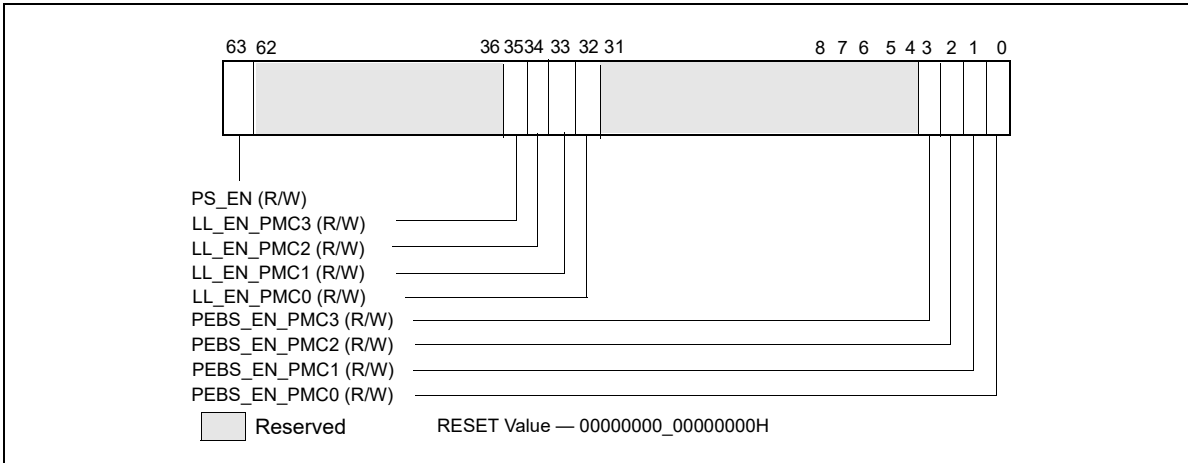 63 62 36 35 34 33 32 31 8 7 6 5 4 3 2 1 0
PS_EN (R/W)
LL_EN_PMC3 (R/W)
LL_EN_PMC2 (R/W)
LL_EN_PMC1 (R/W)
LL_EN_PMC0 (R/W)
PEBS_EN_PMC3 (R/W)
PEBS_EN_PMC2 (R/W)
PEBS_EN_PMC1 (R/W)
PEBS_EN_PMC0 (R/W)
Reserved RESET Value — 00000000_00000000H